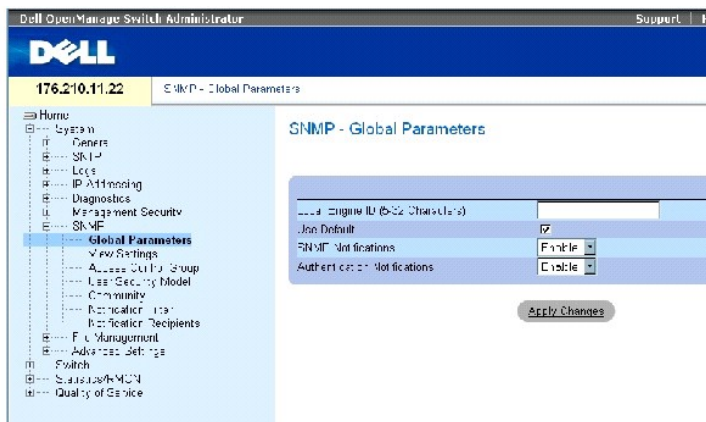 Dell OpenManage Switch Administrator
Support
DELL
176.210.11.22
SNMP - Global Parameters
Home
System
General
SNTP
Logs
IP Addressing
Diagnostics
Management Security
SNMP
Global Parameters
View Settings
Access Control Group
User Security Model
Community
Notification Filter
Notification Recipients
File Management
Advanced Settings
Switch
Statistics/RMON
Quality of Service
SNMP - Global Parameters
Local Engine ID (5-32 Characters)
Use Default
SNMP Notifications Enable
Authentication Notifications Enable
Apply Changes